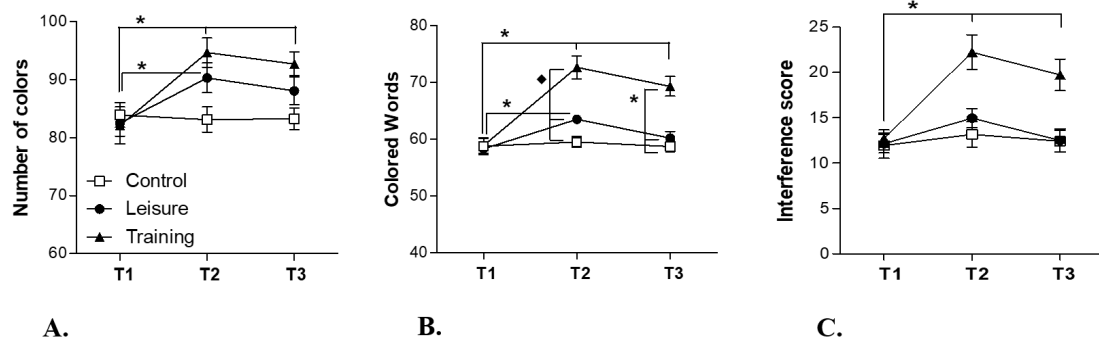 Number of colors
100
90
80
70
60
*
*
Control
Leisure
Training
T1 T2 T3
A.
Colored Words
80
70
60
50
40
*
◆
*
*
T1 T2 T3
B.
Interference score
25
20
15
10
5
0
*
T1 T2 T3
C.